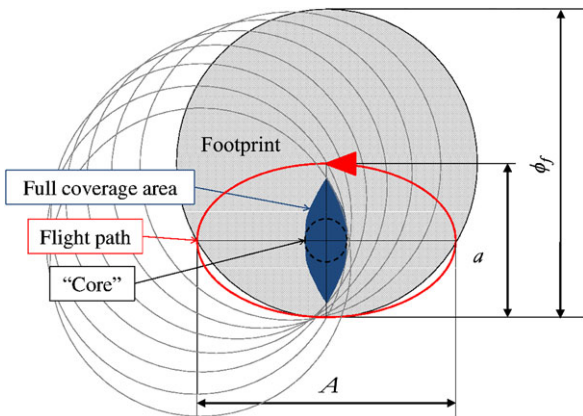 Footprint
Full coverage area
Flight path
“Core”
ϕf
a
A